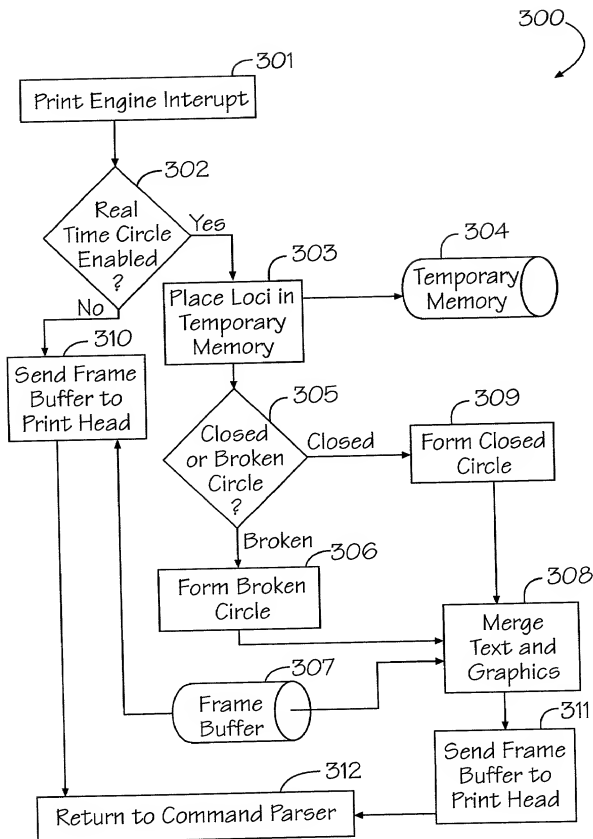 300
301
Print Engine Interupt
302
Real
Time Circle
Enabled
?
Yes
No
303
Place Loci in
Temporary
Memory
304
Temporary
Memory
310
Send Frame
Buffer to
Print Head
305
Closed
or Broken
Circle
?
Closed
Broken
309
Form Closed
Circle
306
Form Broken
Circle
308
Merge
Text and
Graphics
307
Frame
Buffer
311
Send Frame
Buffer to
Print Head
312
Return to Command Parser